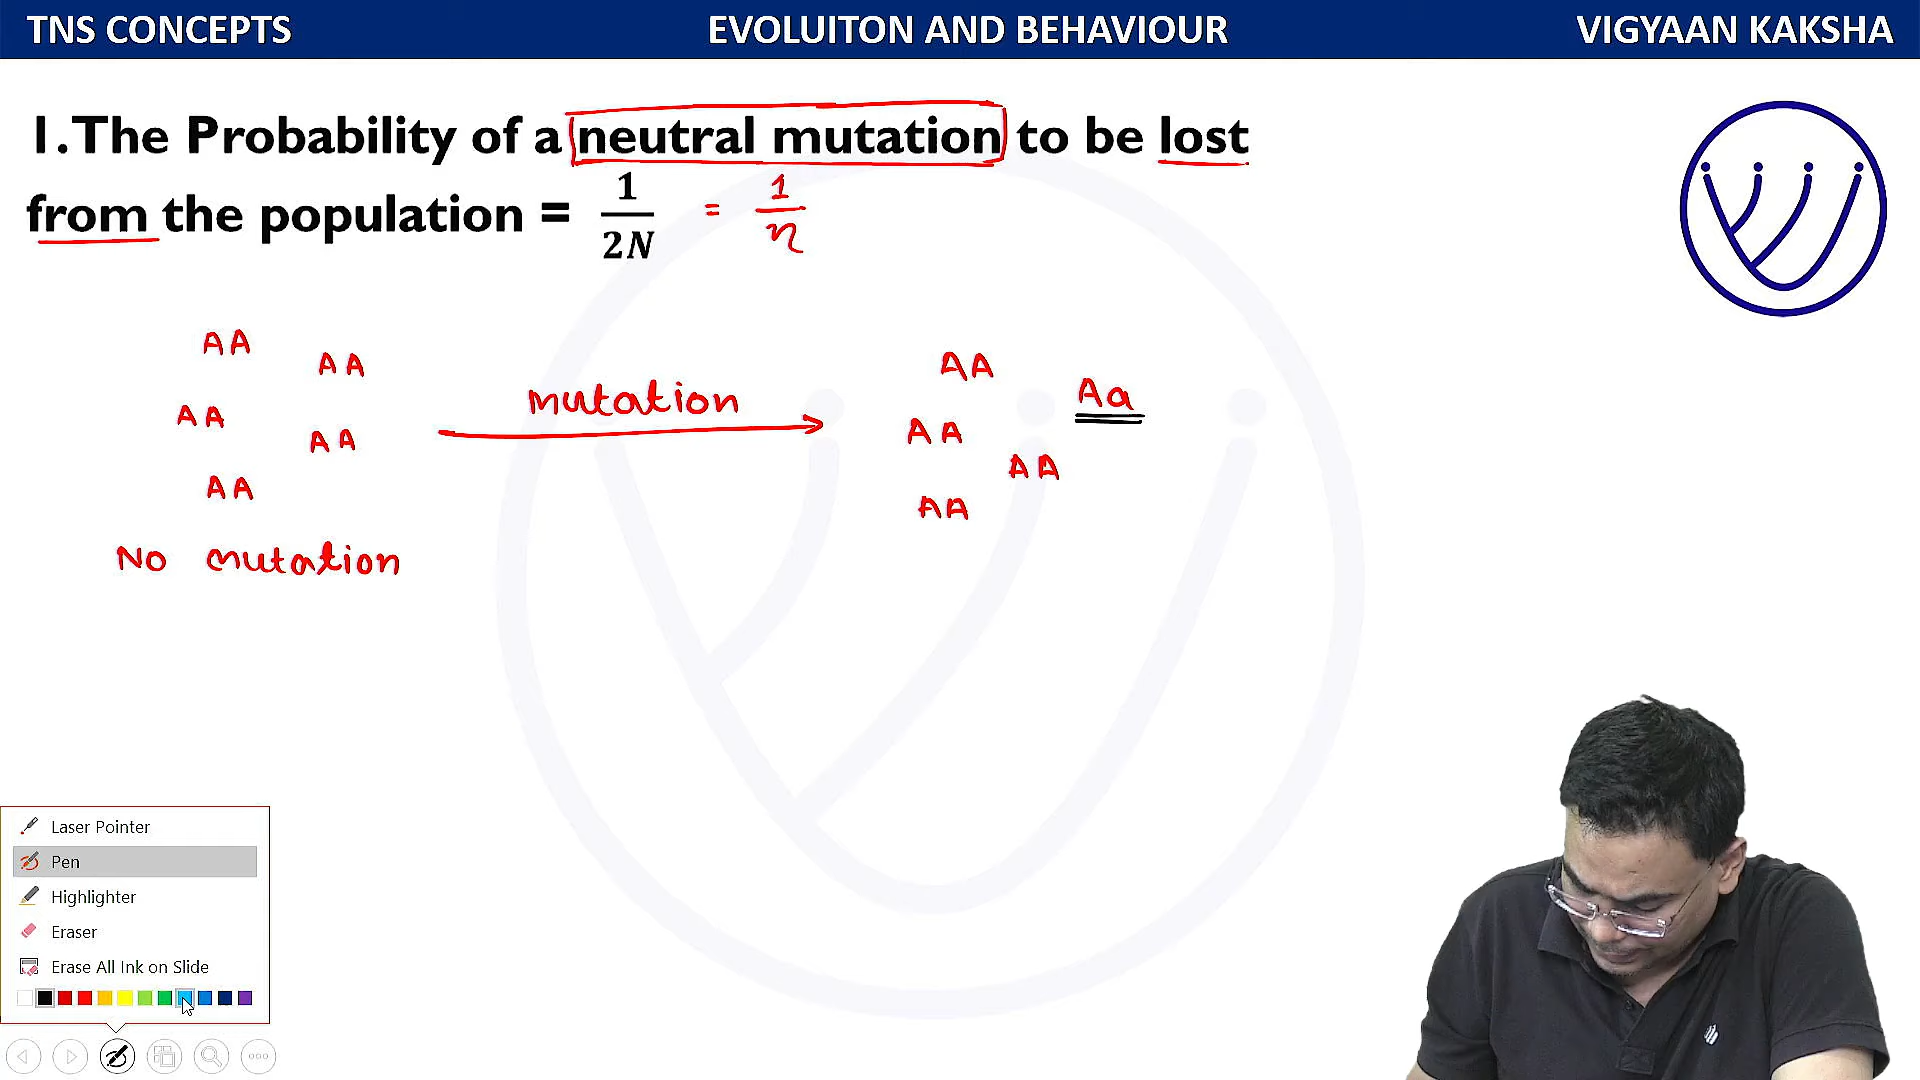 TNS CONCEPTS EVOLUITON AND BEHAVIOUR VIGYAAN KAKSHA
1.The Probability of a neutral mutation to be lost
from the population = 1/2N = 1/n
AA
AA
AA
AA
AA
No mutation
mutation
AA
Aa
AA
AA
AA
Laser Pointer
Pen
Highlighter
Eraser
Erase All Ink on Slide